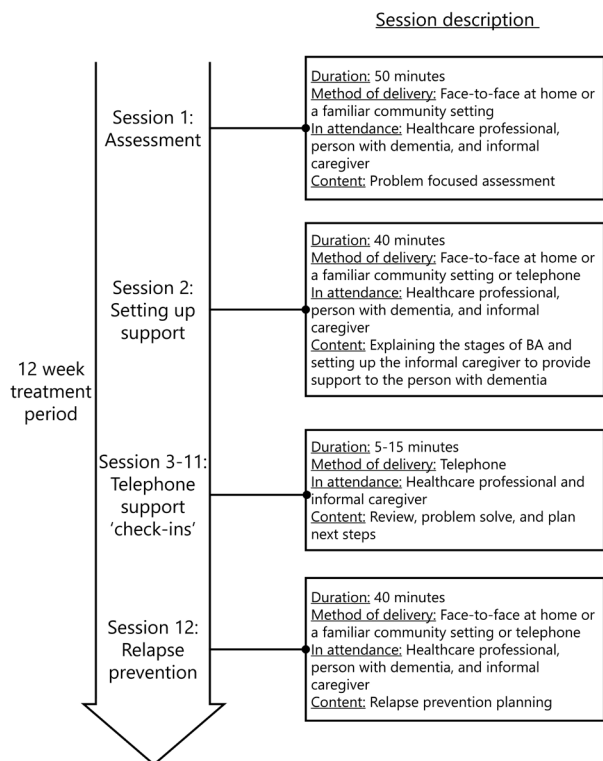 Session description
12 week
treatment
period
Session 1:
Assessment
Duration: 50 minutes
Method of delivery: Face-to-face at home or
a familiar community setting
In attendance: Healthcare professional,
person with dementia, and informal
caregiver
Content: Problem focused assessment
Session 2:
Setting up
support
Duration: 40 minutes
Method of delivery: Face-to-face at home or
a familiar community setting or telephone
In attendance: Healthcare professional,
person with dementia, and informal
caregiver
Content: Explaining the stages of BA and
setting up the informal caregiver to provide
support to the person with dementia
Session 3-11:
Telephone
support
‘check-ins’
Duration: 5-15 minutes
Method of delivery: Telephone
In attendance: Healthcare professional and
informal caregiver
Content: Review, problem solve, and plan
next steps
Session 12:
Relapse
prevention
Duration: 40 minutes
Method of delivery: Face-to-face at home or
a familiar community setting or telephone
In attendance: Healthcare professional,
person with dementia, and informal
caregiver
Content: Relapse prevention planning